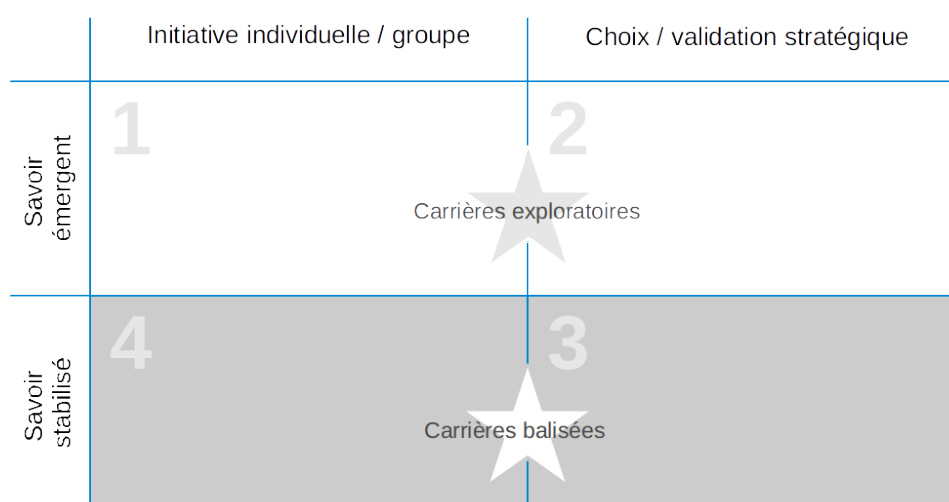 Initiative individuelle / groupe
Choix / validation stratégique
Savoir
émergent
1
2
Carrières exploratoires
Savoir
stabilisé
4
3
Carrières balisées